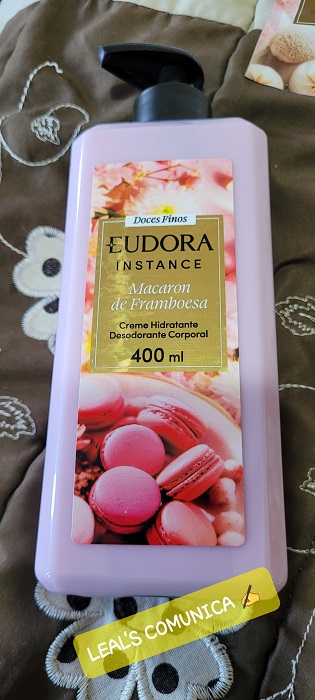 Doces Finos
EUDORA
INSTANCE
Macaron
de Framboesa
Creme Hidratante
Desodorante Corporal
400 ml
LEAL'S COMUNICA ✍